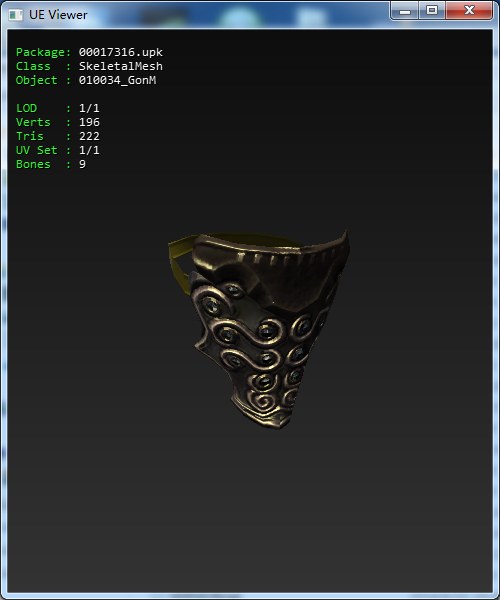 UE Viewer
Package: 00017316.upk
Class : SkeletalMesh
Object : 010034_GonM
LOD : 1/1
Verts : 196
Tris : 222
UV Set : 1/1
Bones : 9